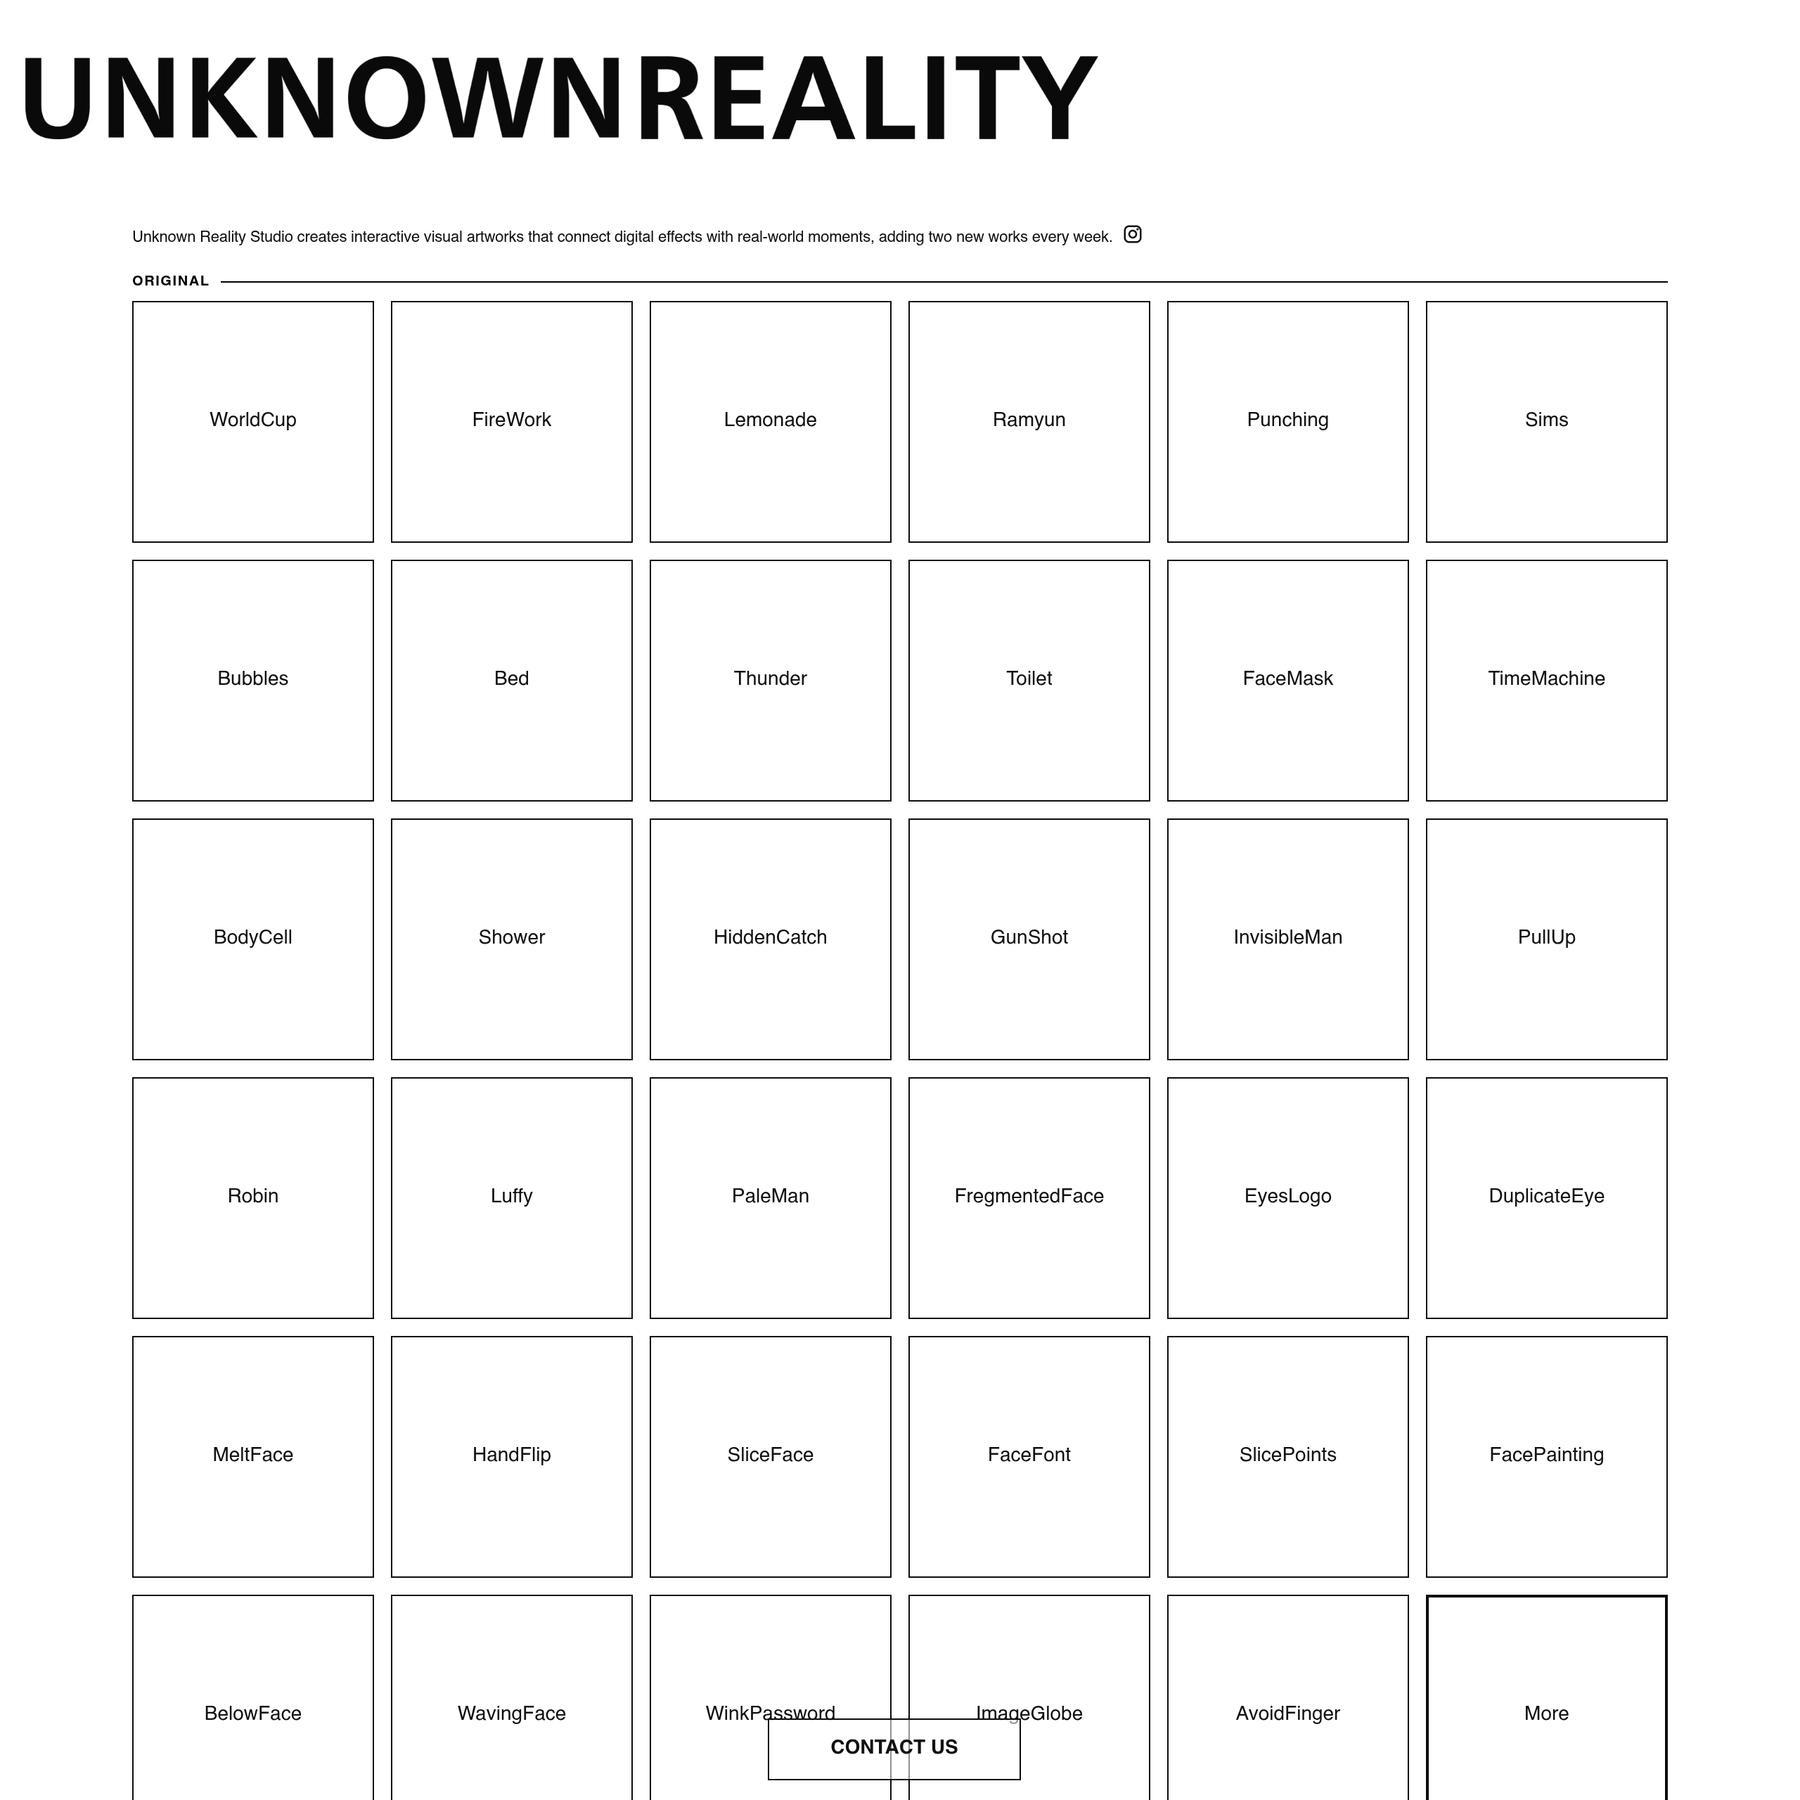 UNKNOWNREALITY
Unknown Reality Studio creates interactive visual artworks that connect digital effects with real-world moments, adding two new works every week.
ORIGINAL
WorldCup
FireWork
Lemonade
Ramyun
Punching
Sims
Bubbles
Bed
Thunder
Toilet
FaceMask
TimeMachine
BodyCell
Shower
HiddenCatch
GunShot
InvisibleMan
PullUp
Robin
Luffy
PaleMan
FregmentedFace
EyesLogo
DuplicateEye
MeltFace
HandFlip
SliceFace
FaceFont
SlicePoints
FacePainting
BelowFace
WavingFace
WinkPassword
ImageGlobe
AvoidFinger
More
CONTACT US